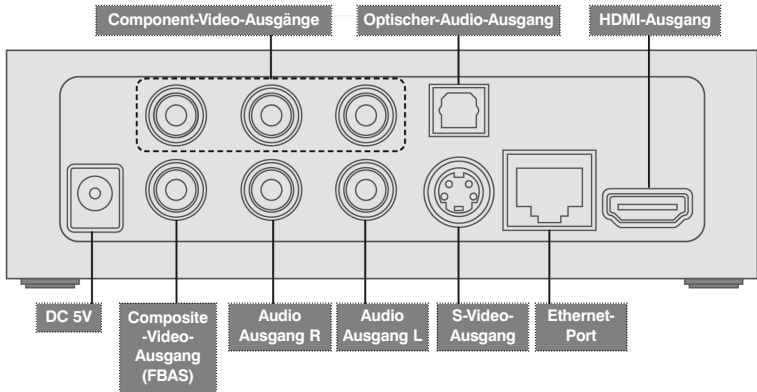 Component-Video-Ausgänge
Optischer-Audio-Ausgang
HDMI-Ausgang
DC 5V
Composite
-Video-
Ausgang
(FBAS)
Audio
Ausgang R
Audio
Ausgang L
S-Video-
Ausgang
Ethernet-
Port